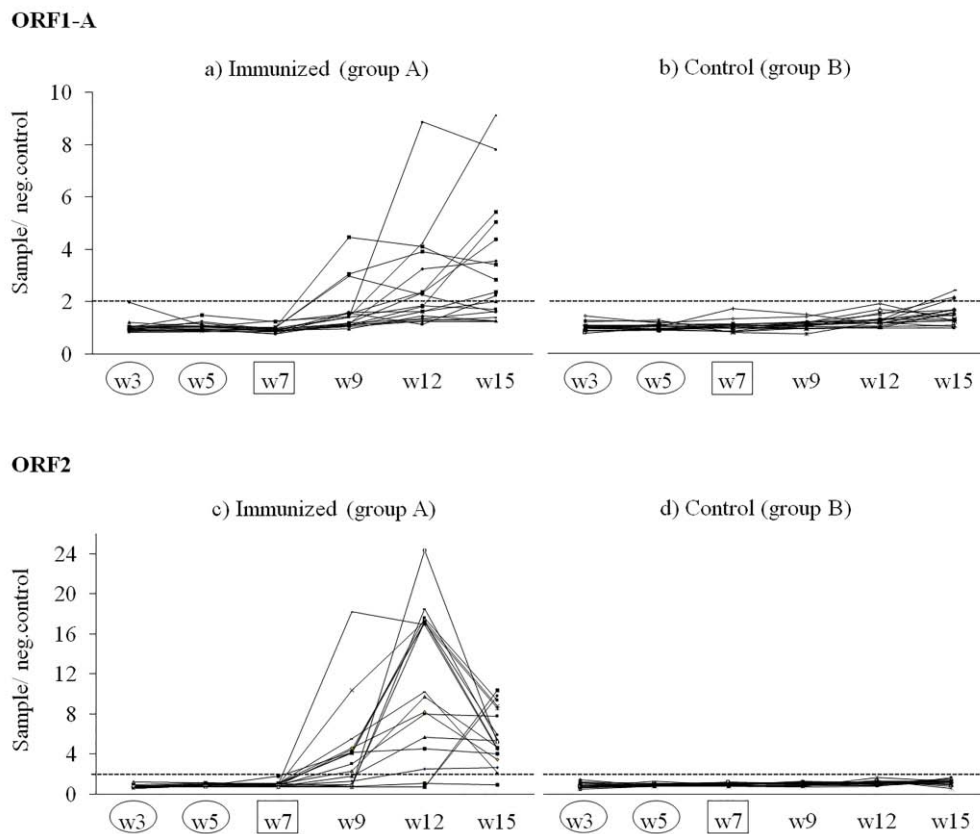 ORF1-A
a) Immunized (group A)
b) Control (group B)
Sample/ neg.control
10
8
6
4
2
0
w3 w5 w7 w9 w12 w15 w3 w5 w7 w9 w12 w15
ORF2
c) Immunized (group A)
d) Control (group B)
Sample/ neg.control
24
20
16
12
8
4
0
w3 w5 w7 w9 w12 w15 w3 w5 w7 w9 w12 w15